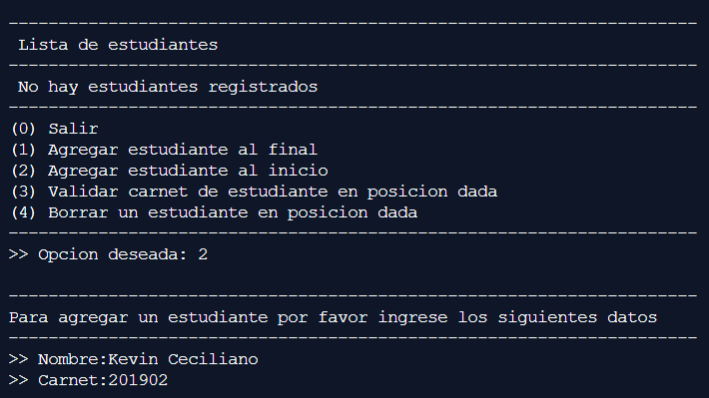 ---------------------------------------------------------------------
Lista de estudiantes
---------------------------------------------------------------------
No hay estudiantes registrados
---------------------------------------------------------------------
(0) Salir
(1) Agregar estudiante al final
(2) Agregar estudiante al inicio
(3) Validar carnet de estudiante en posicion dada
(4) Borrar un estudiante en posicion dada
---------------------------------------------------------------------
>> Opcion deseada: 2
---------------------------------------------------------------------
Para agregar un estudiante por favor ingrese los siguientes datos
---------------------------------------------------------------------
>> Nombre:Kevin Ceciliano
>> Carnet:201902